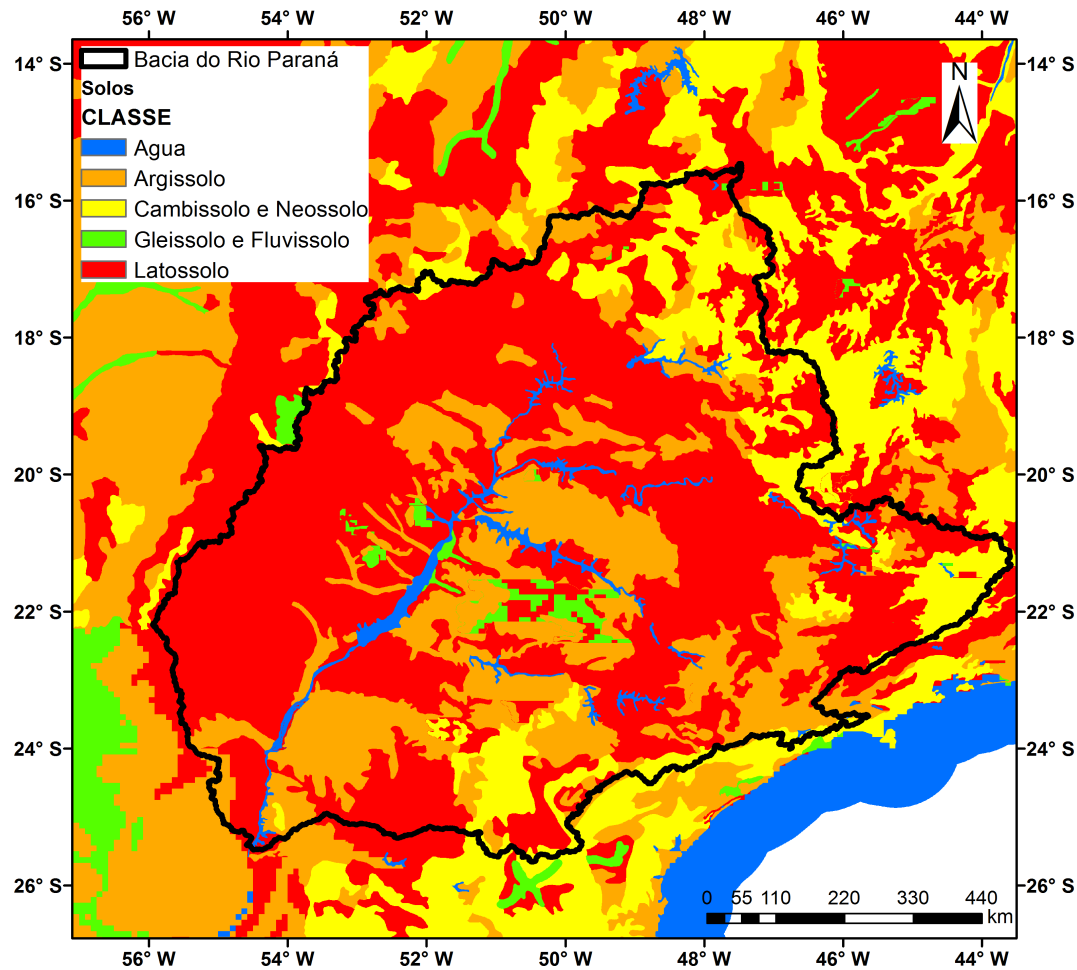 56° W 54° W 52° W 50° W 48° W 46° W 44° W
14° S 14° S
Bacia do Rio Paraná
Solos
CLASSE
Agua
Argissolo
Cambissolo e Neossolo
Gleissolo e Fluvissolo
Latossolo
N
16° S 16° S
18° S 18° S
20° S 20° S
22° S 22° S
24° S 24° S
26° S 26° S
0 55 110 220 330 440
km
56° W 54° W 52° W 50° W 48° W 46° W 44° W